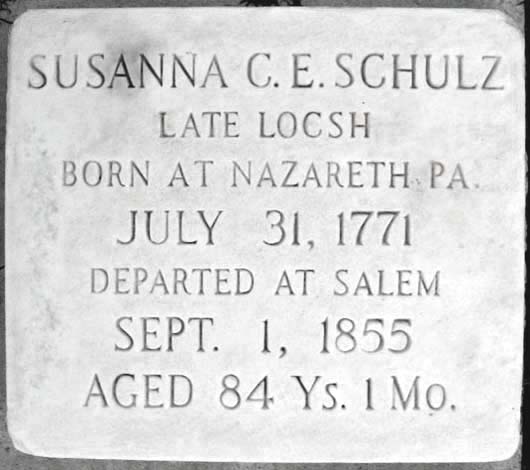 SUSANNA C. E. SCHULZ
LATE LOCSH
BORN AT NAZARETH PA.
JULY 31, 1771
DEPARTED AT SALEM
SEPT. 1, 1855
AGED 84 Ys. 1 Mo.